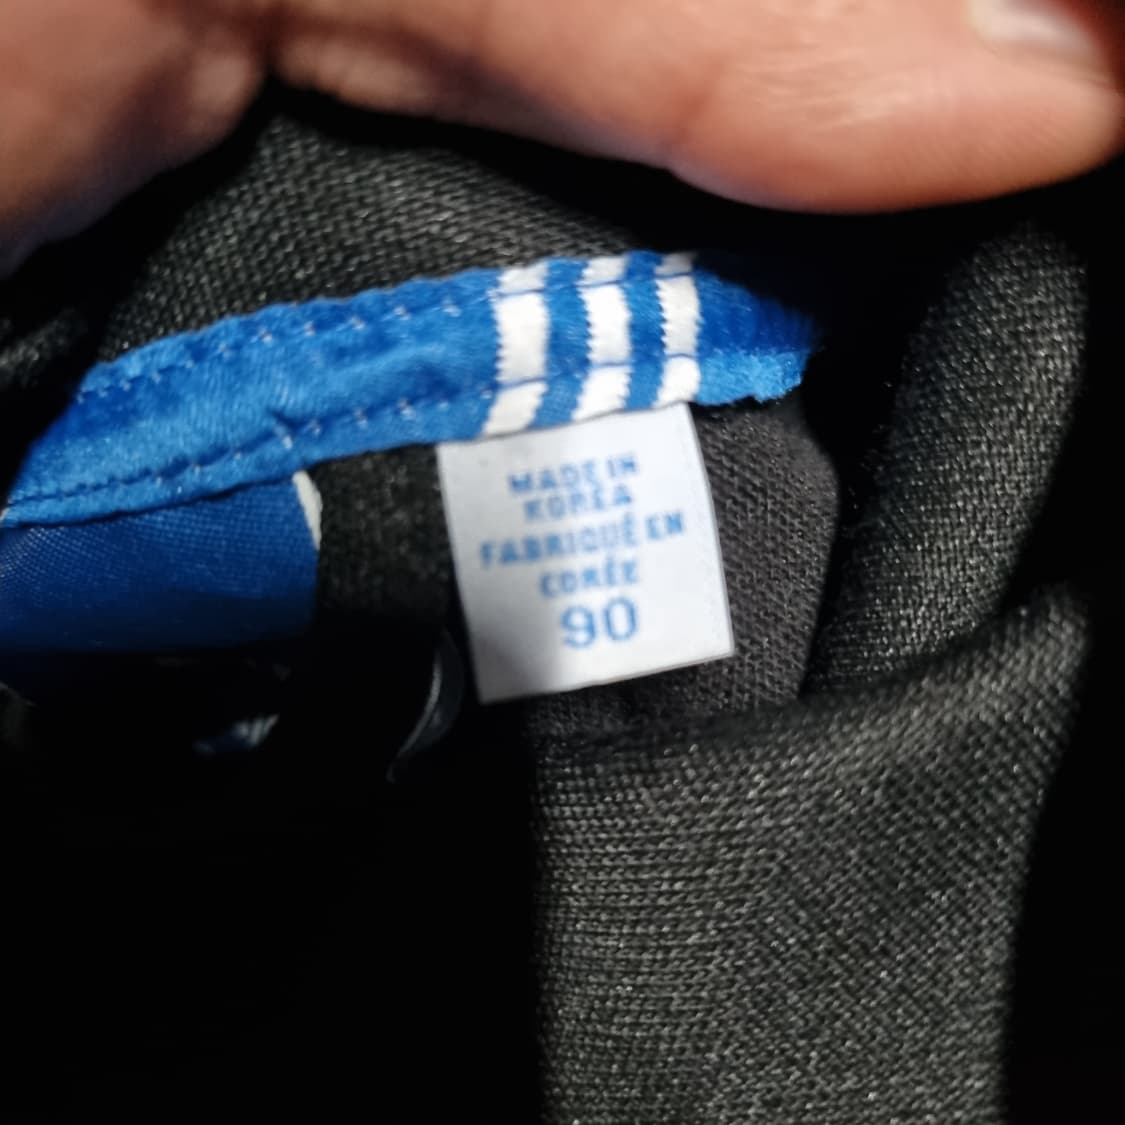 MADE IN
KOREA
FABRIQUÉ EN
CORÉE
90